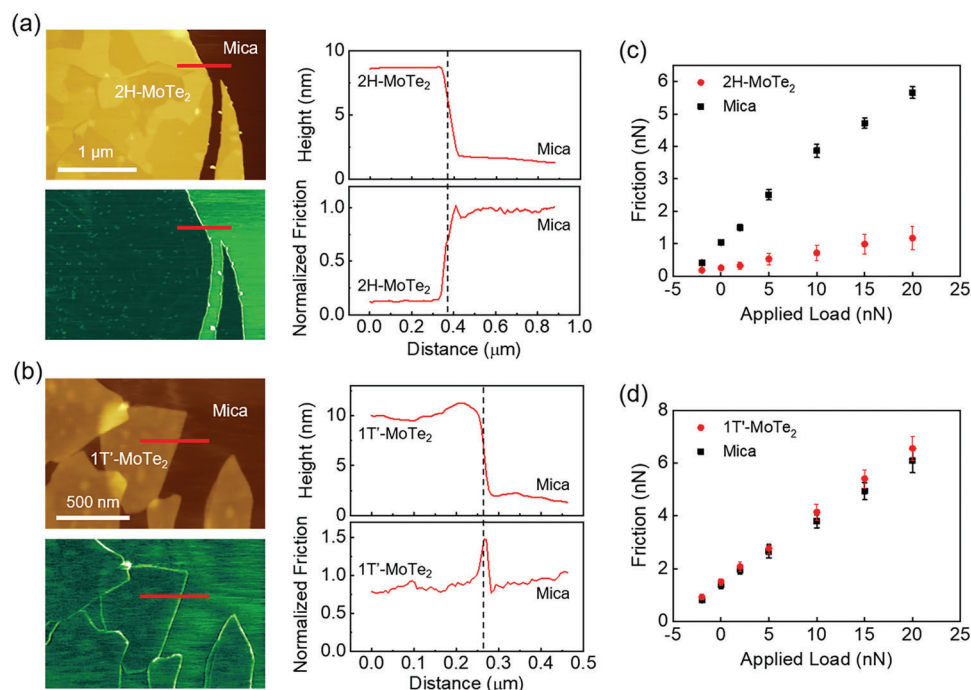 (a)
Mica
2H-MoTe₂
1 μm
Height (nm)
10
5
0
2H-MoTe₂
Mica
Normalized Friction
1.0
0.5
0.0
Mica
2H-MoTe₂
0.0 0.2 0.4 0.6 0.8 1.0
Distance (μm)
(c)
2H-MoTe₂
Mica
Friction (nN)
6
5
4
3
2
1
0
-5 0 5 10 15 20 25
Applied Load (nN)
(b)
Mica
1T'-MoTe₂
500 nm
Height (nm)
10
5
0
1T'-MoTe₂
Mica
Normalized Friction
1.5
1.0
0.5
0.0
1T'-MoTe₂
Mica
0.0 0.1 0.2 0.3 0.4 0.5
Distance (μm)
(d)
1T'-MoTe₂
Mica
Friction (nN)
8
6
4
2
0
-5 0 5 10 15 20 25
Applied Load (nN)